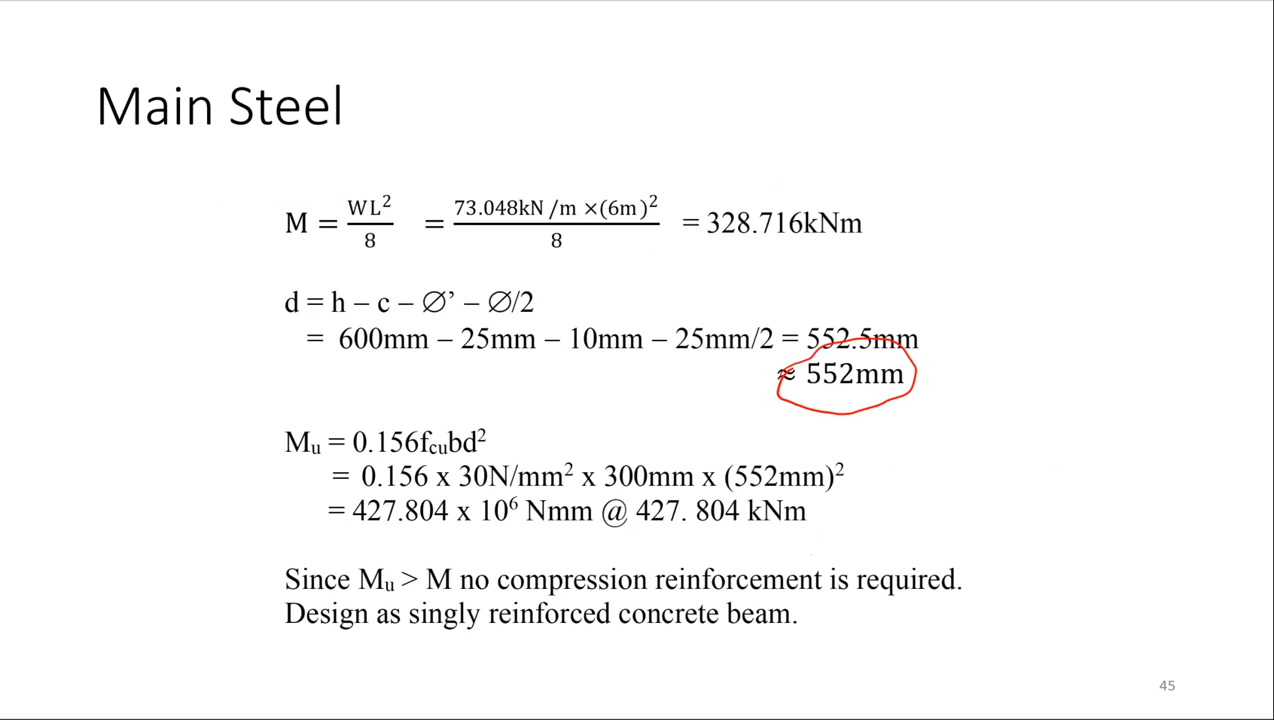 Main Steel
M = WL²/8 = 73.048kN /m ×(6m)²/8 = 328.716kNm
d = h – c – ∅’ – ∅/2
= 600mm – 25mm – 10mm – 25mm/2 = 552.5mm
≈ 552mm
Mᵤ = 0.156f꜀ᵤbd²
= 0.156 x 30N/mm² x 300mm x (552mm)²
= 427.804 x 10⁶ Nmm @ 427. 804 kNm
Since Mᵤ > M no compression reinforcement is required.
Design as singly reinforced concrete beam.
45